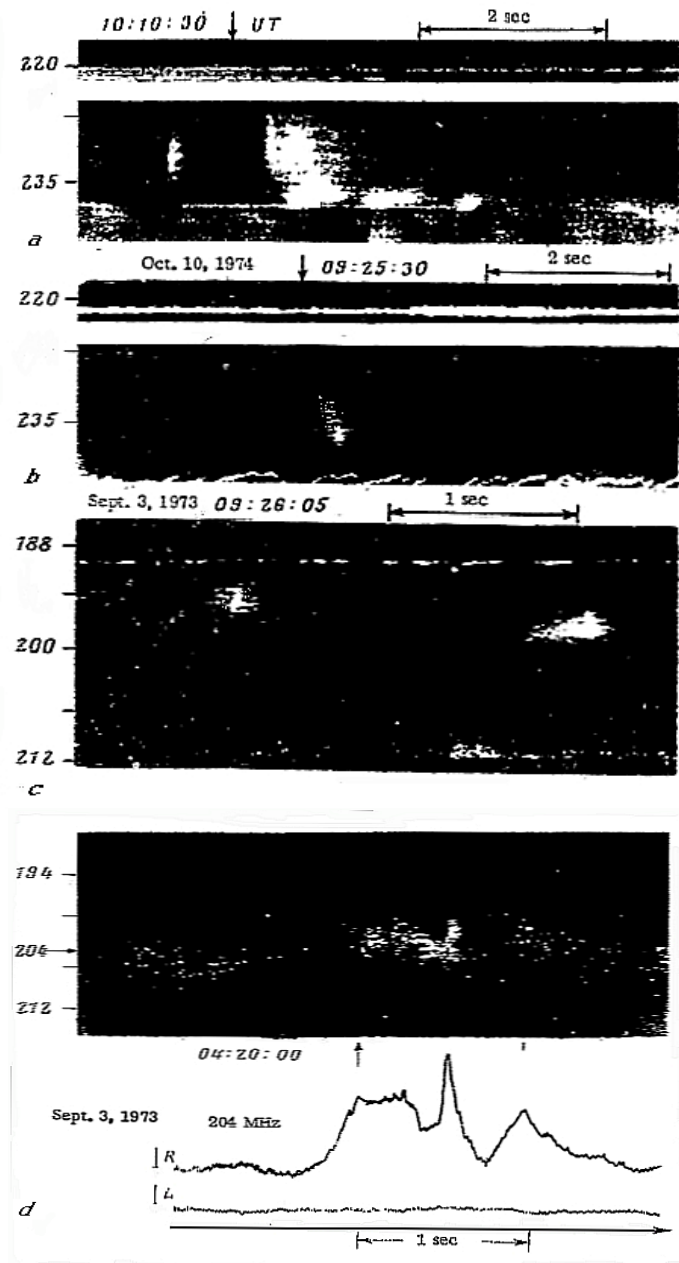 10:10:00 UT 2 sec
220
235
a
Oct. 10, 1974 09:25:30 2 sec
220
235
b
Sept. 3, 1973 09:26:05 1 sec
188
200
212
c
194
204
212
04:20:00
Sept. 3, 1973 204 MHz
R
L
d
1 sec